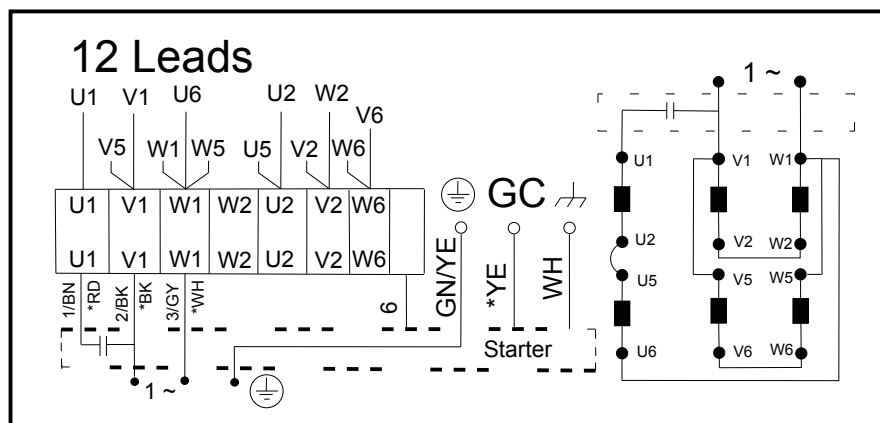 12 Leads
1 ~
U1 V1 U6 U2 W2 V6
V5 W1 W5 U5 V2 W6
GC
U1 V1 W1 W2 U2 V2 W6
U1 V1 W1 W2 U2 V2 W6
1/BN *RD 2/BK *BK 3/GY *WH 6 GN/YE *YE WH
Starter
1 ~
U1 V1 W1
U2 V2 W2
U5 V5 W5
U6 V6 W6